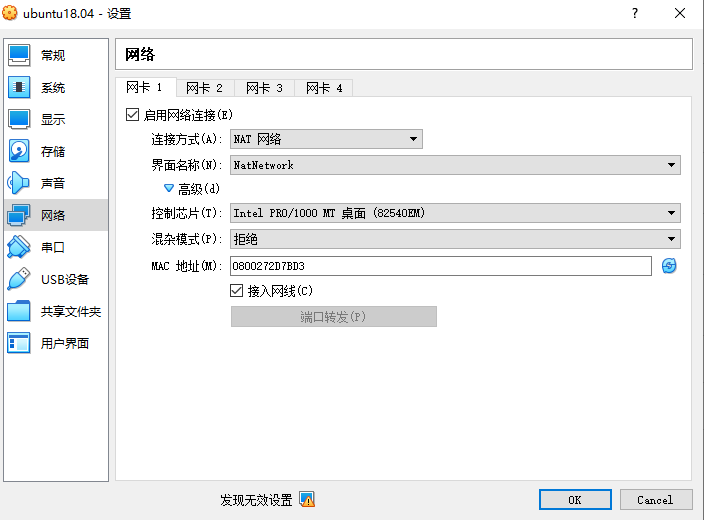 ubuntu18.04 - 设置
常规
系统
显示
存储
声音
网络
串口
USB设备
共享文件夹
用户界面
网络
网卡 1 网卡 2 网卡 3 网卡 4
启用网络连接(E)
连接方式(A): NAT 网络
界面名称(N): NatNetwork
高级(d)
控制芯片(T): Intel PRO/1000 MT 桌面 (82540EM)
混杂模式(P): 拒绝
MAC 地址(M): 0800272D7BD3
接入网线(C)
端口转发(P)
发现无效设置 OK Cancel